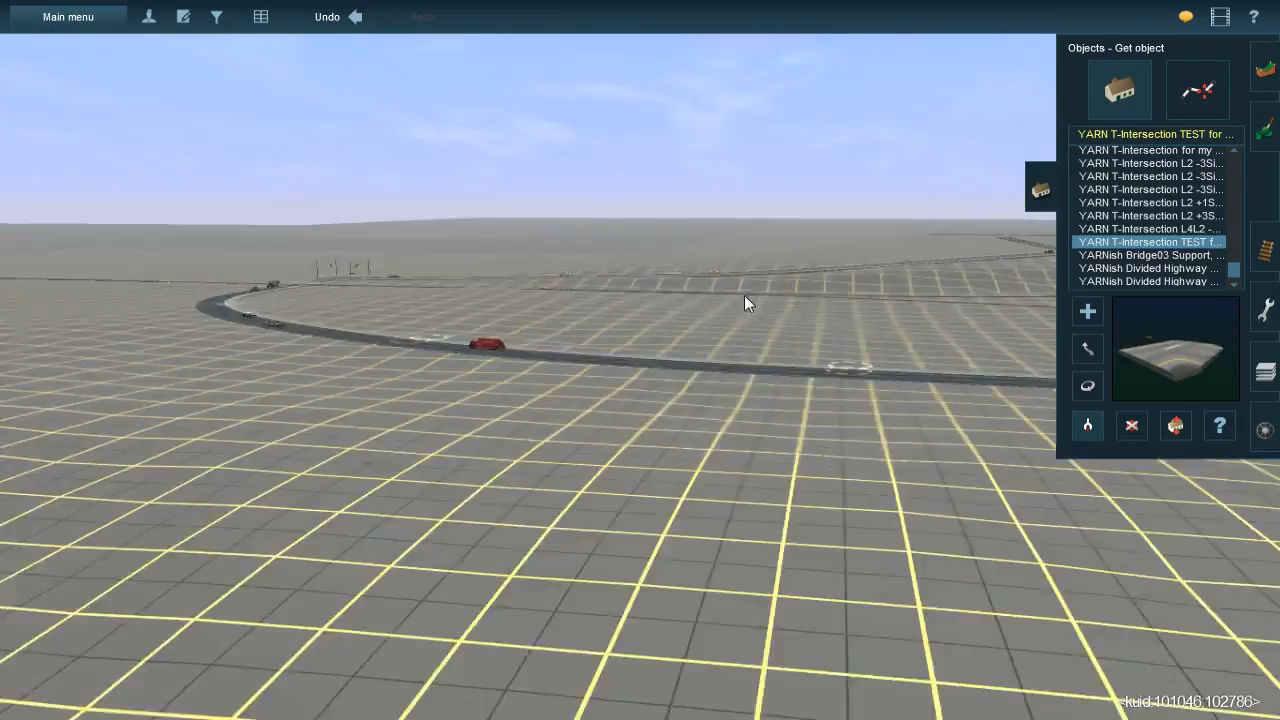 Main menu
Undo
Redo
?
Objects - Get object
YARN T-Intersection TEST for ...
YARN T-Intersection for my ...
YARN T-Intersection L2 -3Si...
YARN T-Intersection L2 -3Si...
YARN T-Intersection L2 -3Si...
YARN T-Intersection L2 +1S...
YARN T-Intersection L2 +3S...
YARN T-Intersection L4L2 -...
YARN T-Intersection TEST f...
YARNish Bridge03 Support, ...
YARNish Divided Highway ...
YARNish Divided Highway ...
?
<kuid:101046:102786>